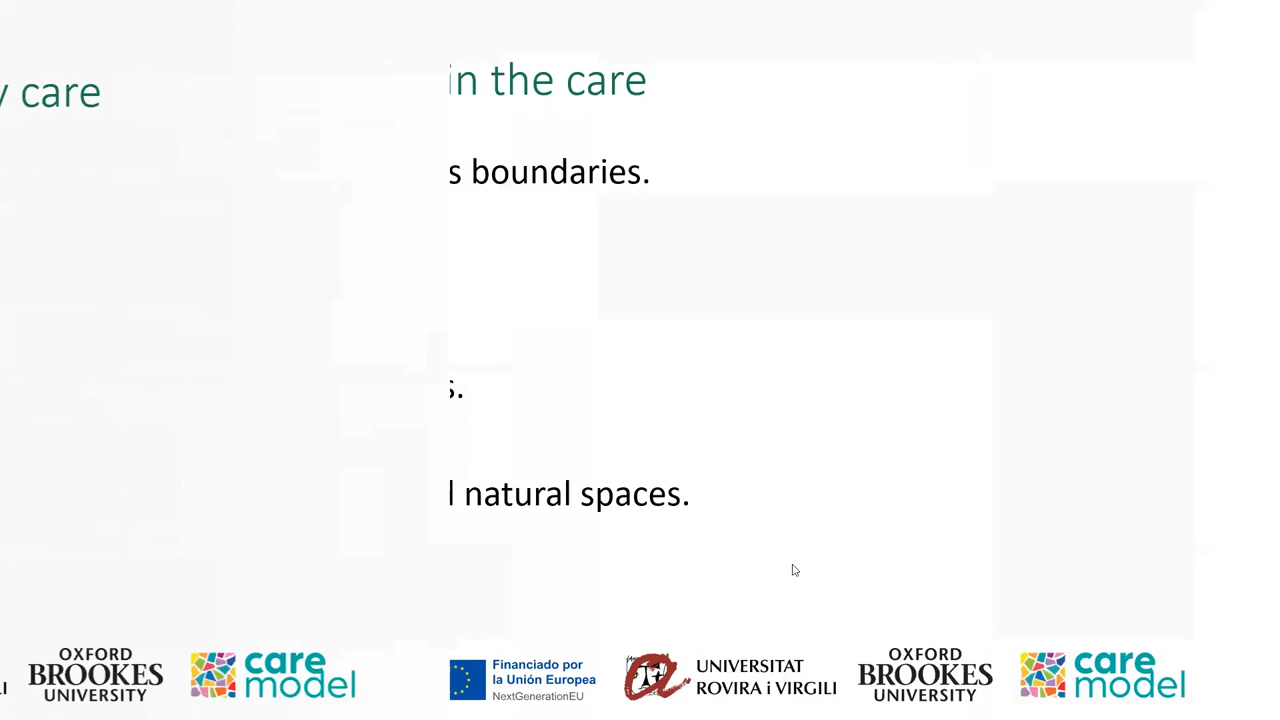 care
in the care
boundaries.
natural spaces.
OXFORD
BROOKES
UNIVERSITY
care
model
Financiado por
la Unión Europea
NextGenerationEU
UNIVERSITAT
ROVIRA i VIRGILI
OXFORD
BROOKES
UNIVERSITY
care
model